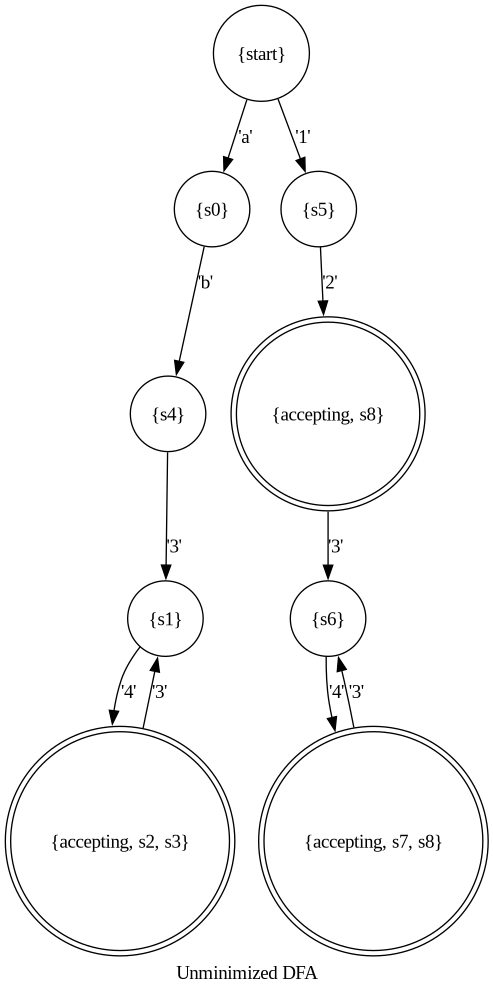 {start}
'a'
'1'
{s0}
{s5}
'b'
'2'
{s4}
{accepting, s8}
'3'
'3'
{s1}
{s6}
'4'
'3'
'4'
'3'
{accepting, s2, s3}
{accepting, s7, s8}
Unminimized DFA